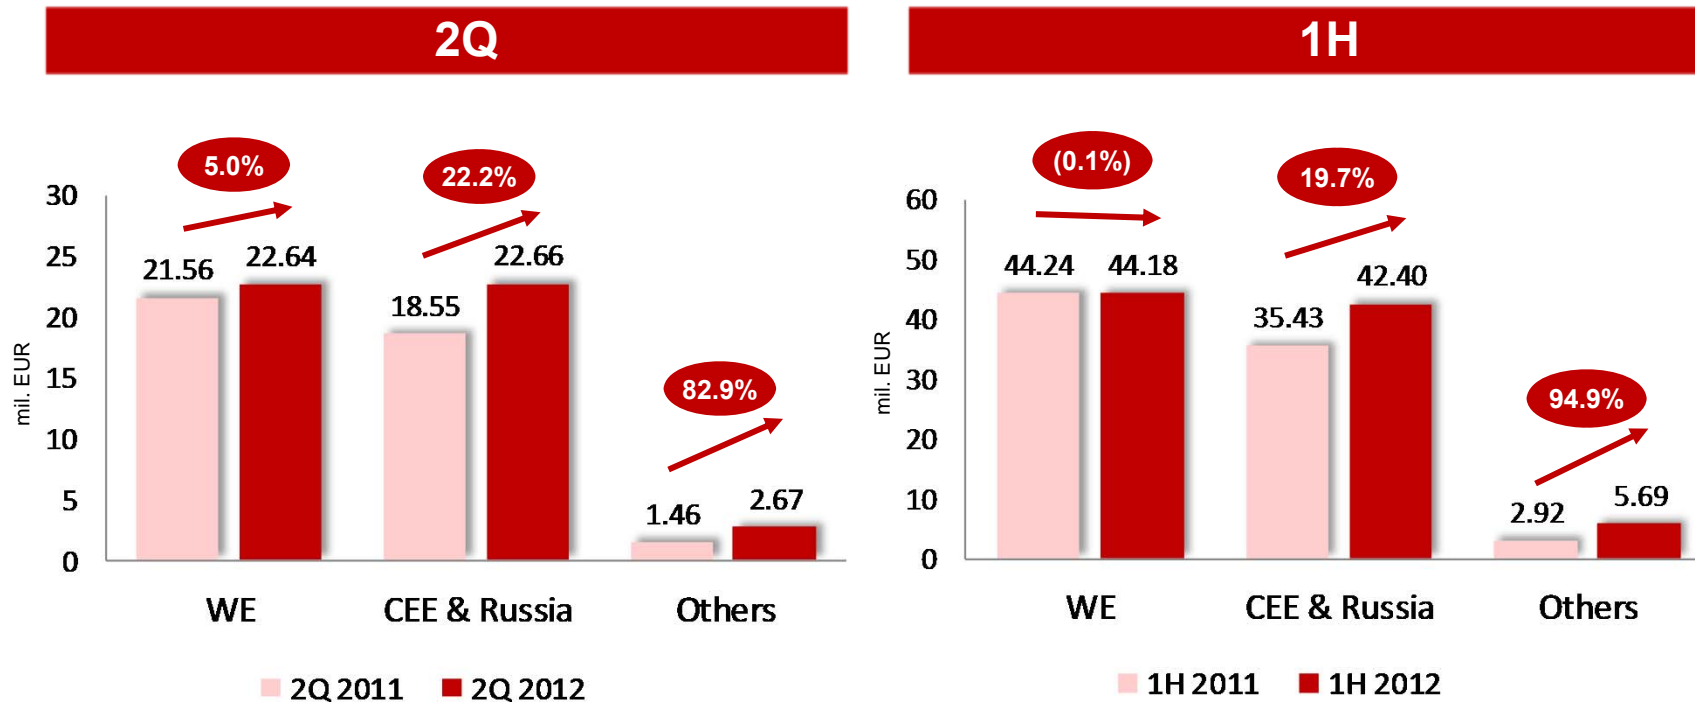 2Q
1H
5.0%
22.2%
82.9%
30
25
20
15
10
5
0
mil. EUR
21.56
22.64
18.55
22.66
1.46
2.67
WE
CEE & Russia
Others
2Q 2011
2Q 2012
(0.1%)
19.7%
94.9%
60
50
40
30
20
10
0
mil. EUR
44.24
44.18
35.43
42.40
2.92
5.69
WE
CEE & Russia
Others
1H 2011
1H 2012